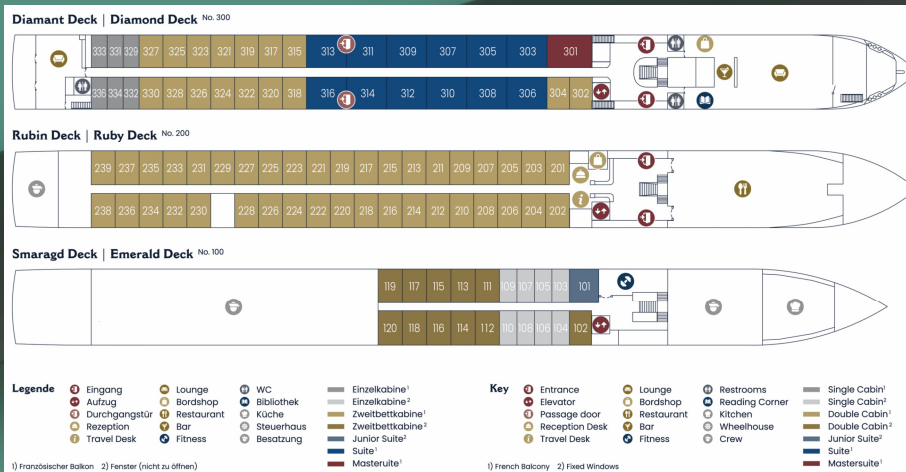 Diamant Deck | Diamond Deck No. 300
333 331 329 327 325 323 321 319 317 315 313 311 309 307 305 303 301
336 334 332 330 328 326 324 322 320 318 316 314 312 310 308 306 304 302
Rubin Deck | Ruby Deck No. 200
239 237 235 233 231 229 227 225 223 221 219 217 215 213 211 209 207 205 203 201
238 236 234 232 230 228 226 224 222 220 218 216 214 212 210 208 206 204 202
Smaragd Deck | Emerald Deck No. 100
119 117 115 113 111 109 107 105 103 101
120 118 116 114 112 110 108 106 104 102
Legende
Eingang
Aufzug
Durchgangstür
Rezeption
Travel Desk
Lounge
Bordshop
Restaurant
Bar
Fitness
WC
Bibliothek
Küche
Steuerhaus
Besatzung
Einzelkabine¹
Einzelkabine²
Zweitbettkabine¹
Zweitbettkabine²
Junior Suite²
Suite¹
Mastersuite¹
1) Französischer Balkon 2) Fenster (nicht zu öffnen)
Key
Entrance
Elevator
Passage door
Reception Desk
Travel Desk
Lounge
Bordshop
Restaurant
Bar
Fitness
Restrooms
Reading Corner
Kitchen
Wheelhouse
Crew
Single Cabin¹
Single Cabin²
Double Cabin¹
Double Cabin²
Junior Suite²
Suite¹
Mastersuite¹
1) French Balcony 2) Fixed Windows